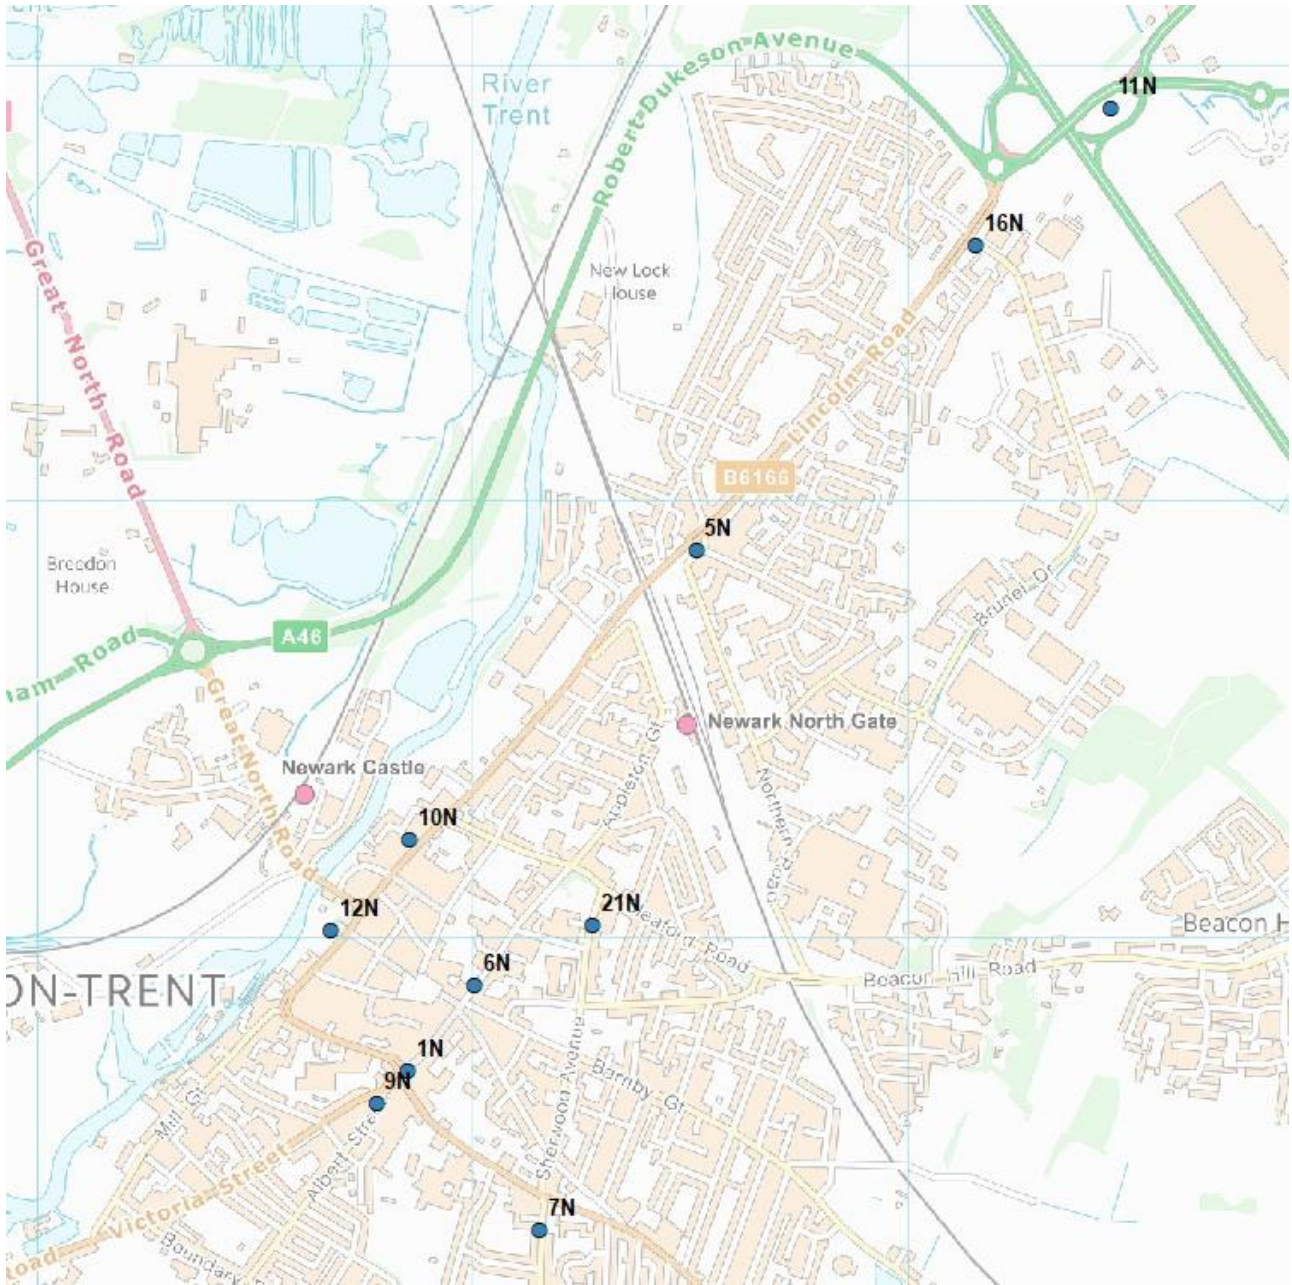 River
Trent
Robert Dukeson Avenue
11N
16N
Great North Road
New Lock
House
Lincoln Road
B6166
5N
Breedon
House
A46
ham Road
Brunel Dr
Great North Road
Newark North Gate
Newark Castle
Appleton Gt
Northern Road
10N
12N
21N
Sleaford Road
Beacon H
6N
ON-TRENT
Beacon Hill Road
1N
9N
Sherwood Avenue
Barnby Gt
Mill Gt
Albert Stre
Victoria Street
7N
Road
Boundary